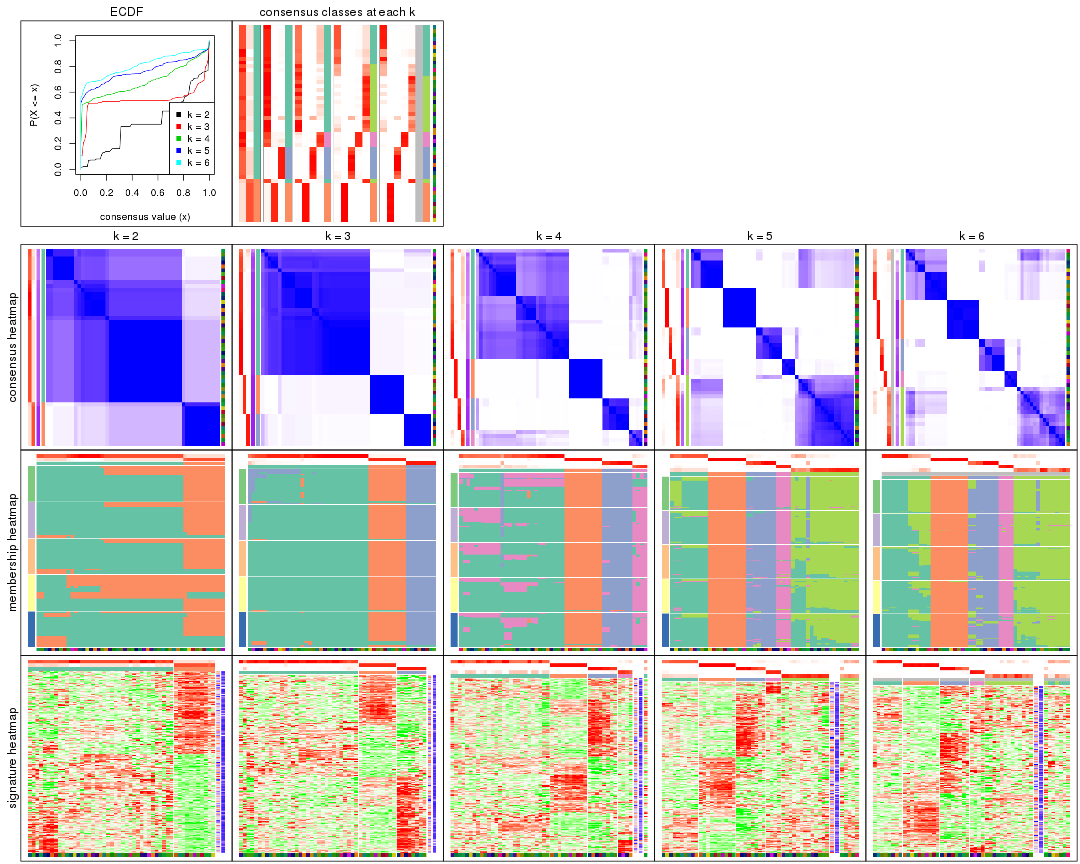 ECDF
consensus classes at each k
P(X <= x)
0.0 0.2 0.4 0.6 0.8 1.0
k = 2
k = 3
k = 4
k = 5
k = 6
0.0 0.2 0.4 0.6 0.8 1.0
consensus value (x)
k = 2
k = 3
k = 4
k = 5
k = 6
consensus heatmap
membership heatmap
signature heatmap